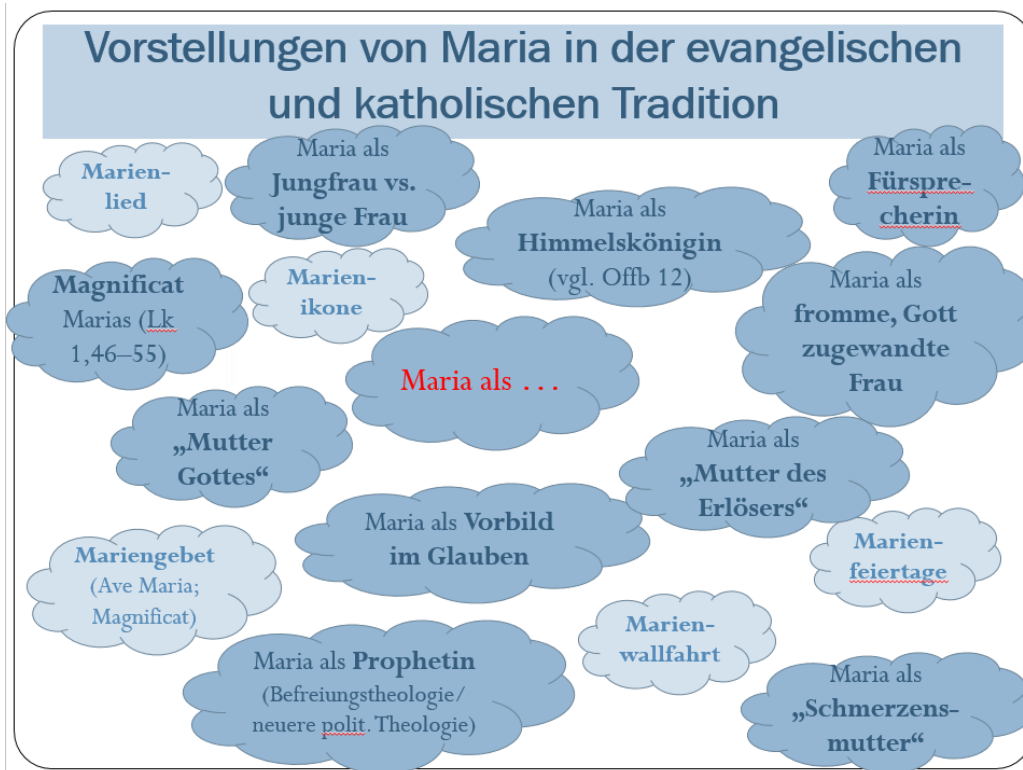 Vorstellungen von Maria in der evangelischen
und katholischen Tradition
Marien-
lied
Maria als
Jungfrau vs.
junge Frau
Maria als
Himmelskönigin
(vgl. Offb 12)
Maria als
Fürspre-
cherin
Magnificat
Marias (Lk
1,46–55)
Marien-
ikone
Maria als . . .
Maria als
fromme, Gott
zugewandte
Frau
Maria als
„Mutter
Gottes“
Maria als
„Mutter des
Erlösers“
Maria als Vorbild
im Glauben
Mariengebet
(Ave Maria;
Magnificat)
Marien-
feiertage
Marien-
wallfahrt
Maria als Prophetin
(Befreiungstheologie/
neuere polit. Theologie)
Maria als
„Schmerzens-
mutter“